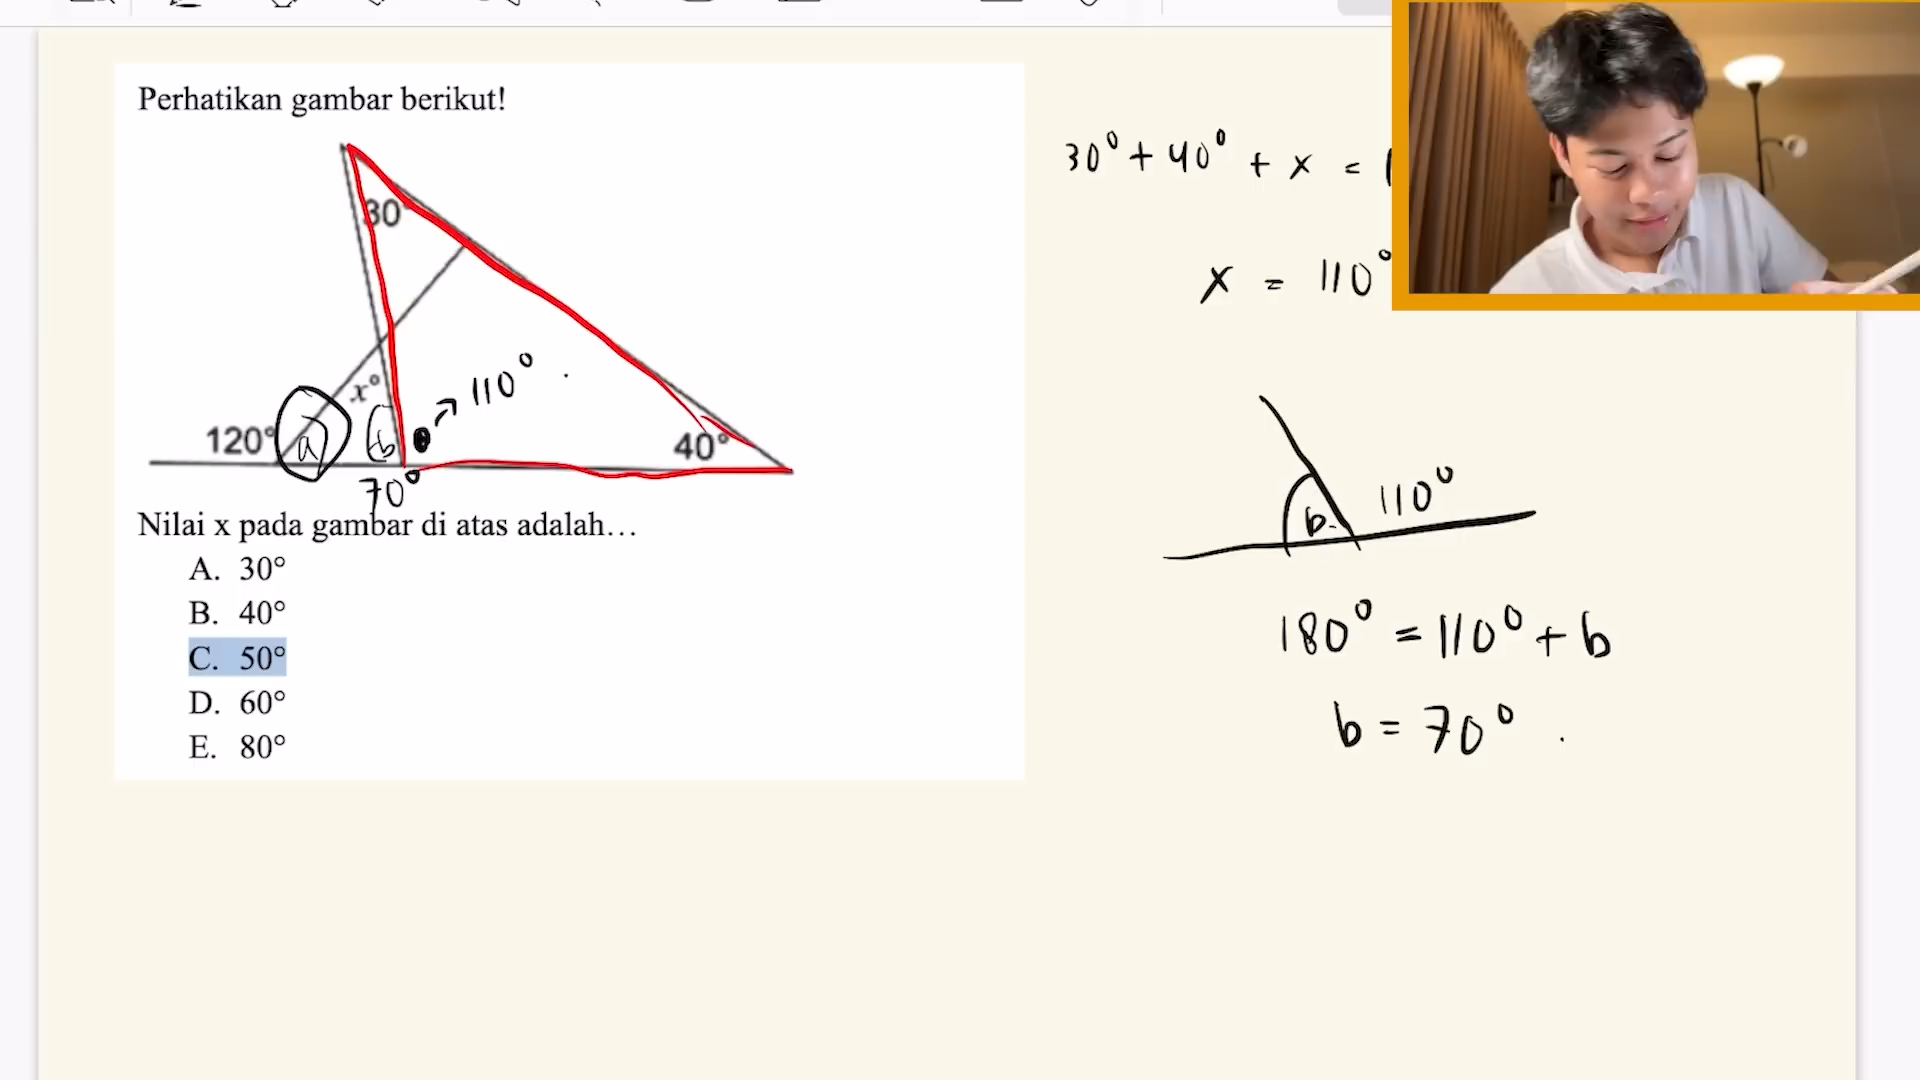 Perhatikan gambar berikut!
30°
x°
110°
120°
a
b
40°
70°
Nilai x pada gambar di atas adalah...
A. 30°
B. 40°
C. 50°
D. 60°
E. 80°
30° + 40° + x =
x = 110°
b
110°
180° = 110° + b
b = 70°